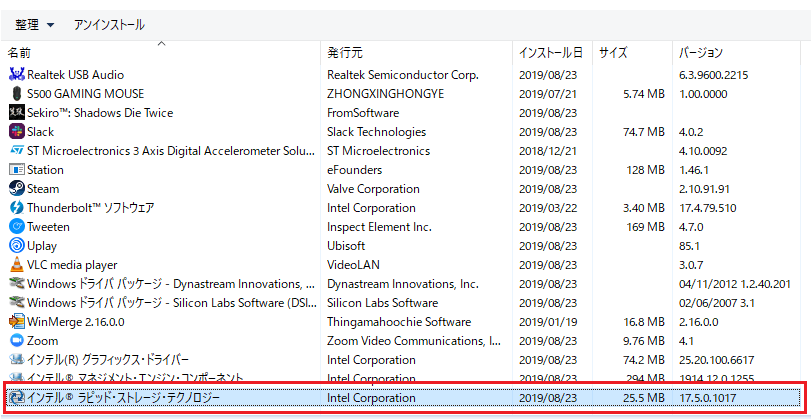 整理 アンインストール
名前 発行元 インストール日 サイズ バージョン
Realtek USB Audio Realtek Semiconductor Corp. 2019/08/23 6.3.9600.2215
S500 GAMING MOUSE ZHONGXINGHONGYE 2019/07/21 5.74 MB 1.00.0000
Sekiro™: Shadows Die Twice FromSoftware 2019/08/23
Slack Slack Technologies 2019/08/23 74.7 MB 4.0.2
ST Microelectronics 3 Axis Digital Accelerometer Solu... ST Microelectronics 2018/12/21 4.10.0092
Station eFounders 2019/08/23 128 MB 1.46.1
Steam Valve Corporation 2019/08/23 2.10.91.91
Thunderbolt™ ソフトウェア Intel Corporation 2019/03/22 3.40 MB 17.4.79.510
Tweeten Inspect Element Inc. 2019/08/23 169 MB 4.7.0
Uplay Ubisoft 2019/08/23 85.1
VLC media player VideoLAN 2019/08/23 3.0.7
Windows ドライバ パッケージ - Dynastream Innovations, ... Dynastream Innovations, Inc. 2019/08/23 04/11/2012 1.2.40.201
Windows ドライバ パッケージ - Silicon Labs Software (DSI... Silicon Labs Software 2019/08/23 02/06/2007 3.1
WinMerge 2.16.0.0 Thingamahoochie Software 2019/01/19 16.8 MB 2.16.0.0
Zoom Zoom Video Communications, I... 2019/08/23 9.76 MB 4.1
インテル(R) グラフィックス・ドライバー Intel Corporation 2019/08/23 74.2 MB 25.20.100.6617
インテル® マネジメント・エンジン・コンポーネント Intel Corporation 2019/08/23 294 MB 1914.12.0.1255
インテル® ラピッド・ストレージ・テクノロジー Intel Corporation 2019/08/23 25.5 MB 17.5.0.1017